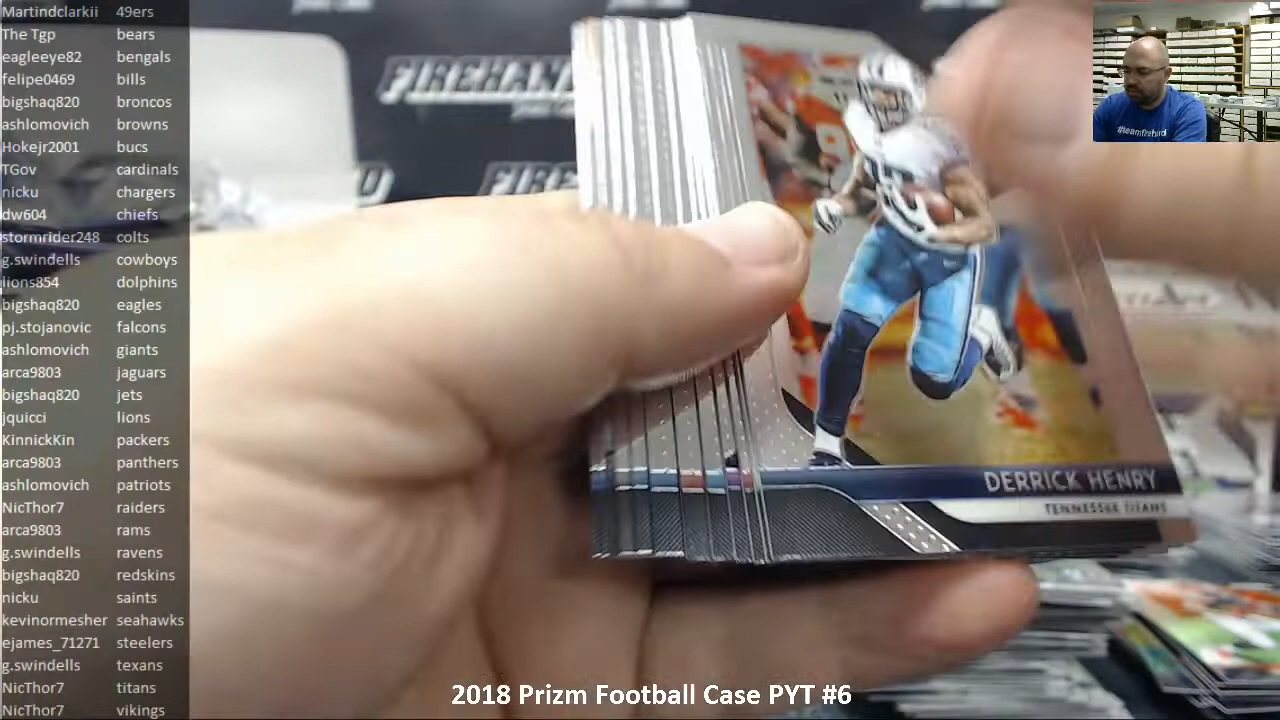 Martindclarkii 49ers
The Tgp bears
eagleeye82 bengals
felipe0469 bills
bigshaq820 broncos
ashlomovich browns
Hokejr2001 bucs
TGov cardinals
nicku chargers
dw604 chiefs
stormrider248 colts
g.swindells cowboys
lions854 dolphins
bigshaq820 eagles
pj.stojanovic falcons
ashlomovich giants
arca9803 jaguars
bigshaq820 jets
jquicci lions
KinnickKin packers
arca9803 panthers
ashlomovich patriots
NicThor7 raiders
arca9803 rams
g.swindells ravens
bigshaq820 redskins
nicku saints
kevinormesher seahawks
ejames_71271 steelers
g.swindells texans
NicThor7 titans
NicThor7 vikings
#teamfirehand
DERRICK HENRY
TENNESSEE TITANS
2018 Prizm Football Case PYT #6